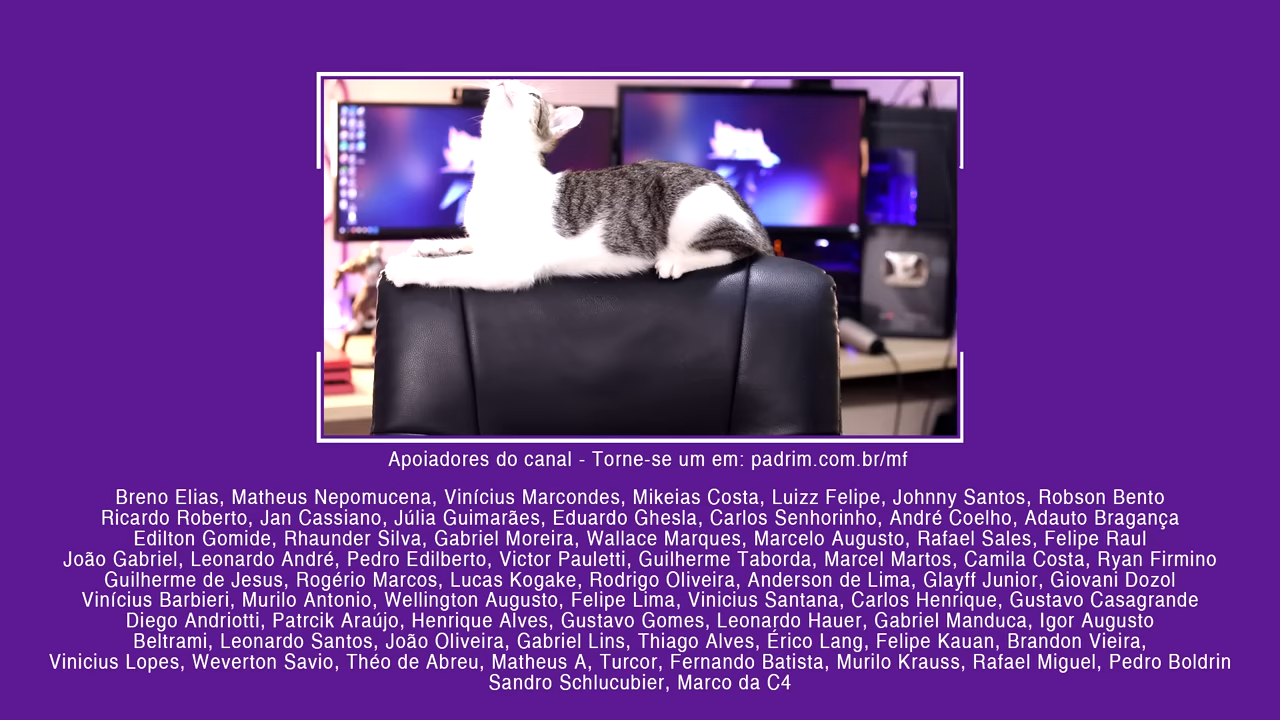 Apoiadores do canal - Torne-se um em: padrim.com.br/mf
Breno Elias, Matheus Nepomucena, Vinícius Marcondes, Mikeias Costa, Luizz Felipe, Johnny Santos, Robson Bento
Ricardo Roberto, Jan Cassiano, Júlia Guimarães, Eduardo Ghesla, Carlos Senhorinho, André Coelho, Adauto Bragança
Edilton Gomide, Rhaunder Silva, Gabriel Moreira, Wallace Marques, Marcelo Augusto, Rafael Sales, Felipe Raul
João Gabriel, Leonardo André, Pedro Edilberto, Victor Pauletti, Guilherme Taborda, Marcel Martos, Camila Costa, Ryan Firmino
Guilherme de Jesus, Rogério Marcos, Lucas Kogake, Rodrigo Oliveira, Anderson de Lima, Glayff Junior, Giovani Dozol
Vinícius Barbieri, Murilo Antonio, Wellington Augusto, Felipe Lima, Vinicius Santana, Carlos Henrique, Gustavo Casagrande
Diego Andriotti, Patrcik Araújo, Henrique Alves, Gustavo Gomes, Leonardo Hauer, Gabriel Manduca, Igor Augusto
Beltrami, Leonardo Santos, João Oliveira, Gabriel Lins, Thiago Alves, Érico Lang, Felipe Kauan, Brandon Vieira,
Vinicius Lopes, Weverton Savio, Théo de Abreu, Matheus A, Turcor, Fernando Batista, Murilo Krauss, Rafael Miguel, Pedro Boldrin
Sandro Schlucubier, Marco da C4